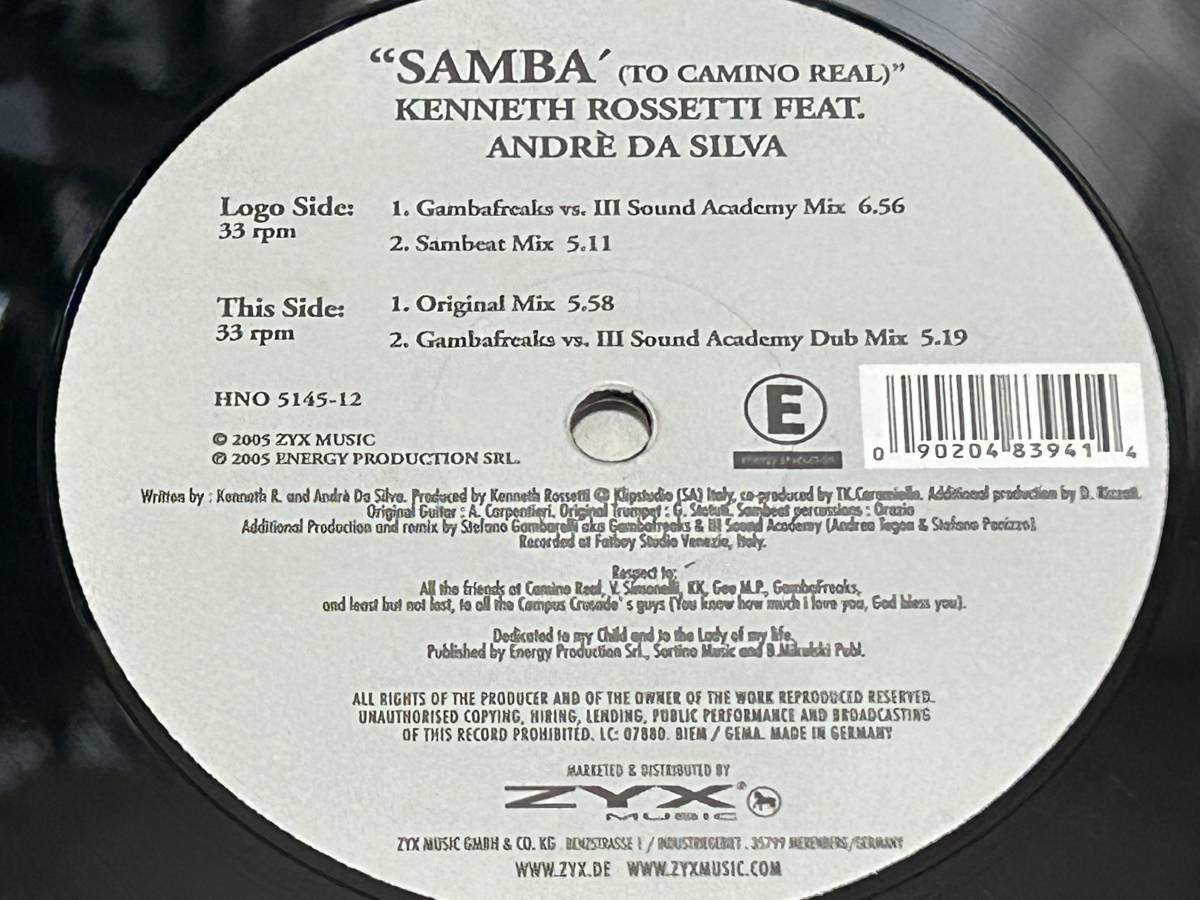 “SAMBA´ (TO CAMINO REAL)”
KENNETH ROSSETTI FEAT.
ANDRÈ DA SILVA
Logo Side: 1. Gambafreaks vs. III Sound Academy Mix 6.56
33 rpm
2. Sambeat Mix 5.11
This Side: 1. Original Mix 5.58
33 rpm
2. Gambafreaks vs. III Sound Academy Dub Mix 5.19
HNO 5145-12
E
0 90204 83941 4
© 2005 ZYX MUSIC
℗ 2005 ENERGY PRODUCTION SRL.
Written by : Kenneth R. and Andrè Da Silva. Produced by Kenneth Rossetti @ Klipstudio (SA) Italy, co-produced by TK.Caramiello. Additional production by D.
Original Guitar : A. Carpentieri. Original Trumpet : G. Sambeat percussions : Orazio
Additional Production and remix by Stefano Gambarelli aka Gambafreaks & III Sound Academy (Andrea Tegon & Stefano
Recorded at Fatboy Studio Venezia, Italy.
Respect to:
All the friends at Camino Real, V. Simonelli, KK, Geo M.P., Gambafreaks,
and least but not last, to all the Campus Crusade's guys (You know how much i love you, God bless you).
Dedicated to my Child and to the Lady of my life.
Published by Energy Production Srl., Sortino Music and B.Mikulski Publ.
ALL RIGHTS OF THE PRODUCER AND OF THE OWNER OF THE WORK REPRODUCED RESERVED.
UNAUTHORISED COPYING, HIRING, LENDING, PUBLIC PERFORMANCE AND BROADCASTING
OF THIS RECORD PROHIBITED. LC: 07880. BIEM / GEMA. MADE IN GERMANY
MARKETED & DISTRIBUTED BY
ZYX®
MUSIC
ZYX MUSIC GMBH & CO. KG . BENZSTRASSE 1 / INDUSTRIEGEBIET . 35799 MERENBERG/GERMANY
WWW.ZYX.DE WWW.ZYXMUSIC.COM